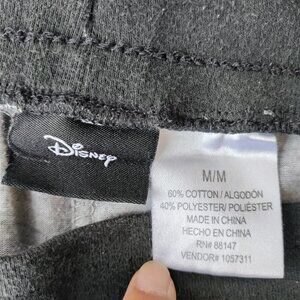 Disney
M/M
60% COTTON/ALGODÓN
40% POLYESTER/POLIÉSTER
MADE IN CHINA
HECHO EN CHINA
RN# 88147
VENDOR# 1057311